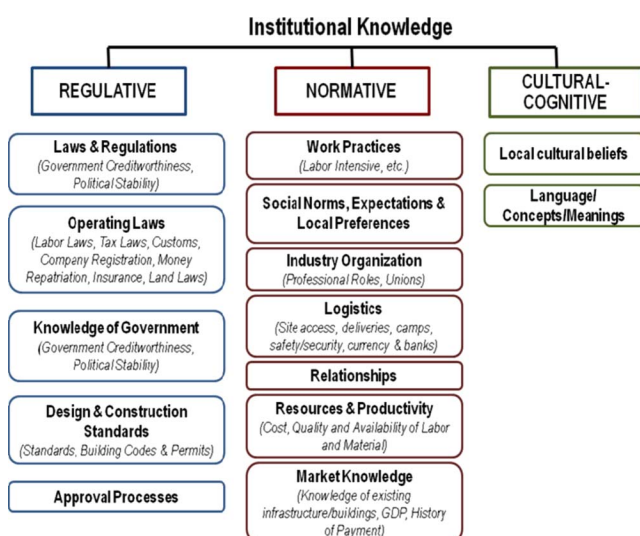 Institutional Knowledge
REGULATIVE
Laws & Regulations
(Government Creditworthiness,
Political Stability)
Operating Laws
(Labor Laws, Tax Laws, Customs,
Company Registration, Money
Repatriation, Insurance, Land Laws)
Knowledge of Government
(Government Creditworthiness,
Political Stability)
Design & Construction
Standards
(Standards, Building Codes & Permits)
Approval Processes
NORMATIVE
Work Practices
(Labor Intensive, etc.)
Social Norms, Expectations &
Local Preferences
Industry Organization
(Professional Roles, Unions)
Logistics
(Site access, deliveries, camps,
safety/security, currency & banks)
Relationships
Resources & Productivity
(Cost, Quality and Availability of Labor
and Material)
Market Knowledge
(Knowledge of existing
infrastructure/buildings, GDP, History
of Payment)
CULTURAL-
COGNITIVE
Local cultural beliefs
Language/
Concepts/Meanings